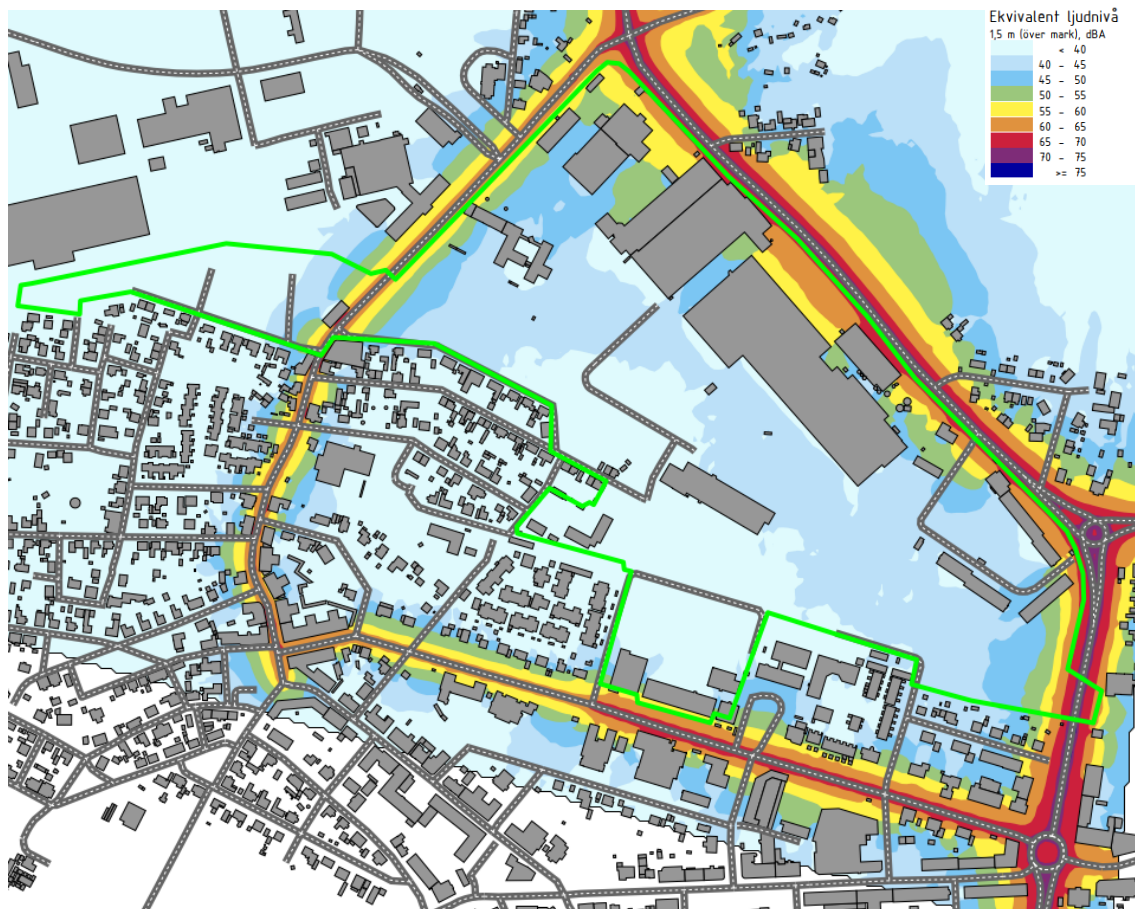 Ekvivalent ljudnivå
1,5 m (över mark), dBA
< 40
40 - 45
45 - 50
50 - 55
55 - 60
60 - 65
65 - 70
70 - 75
>= 75